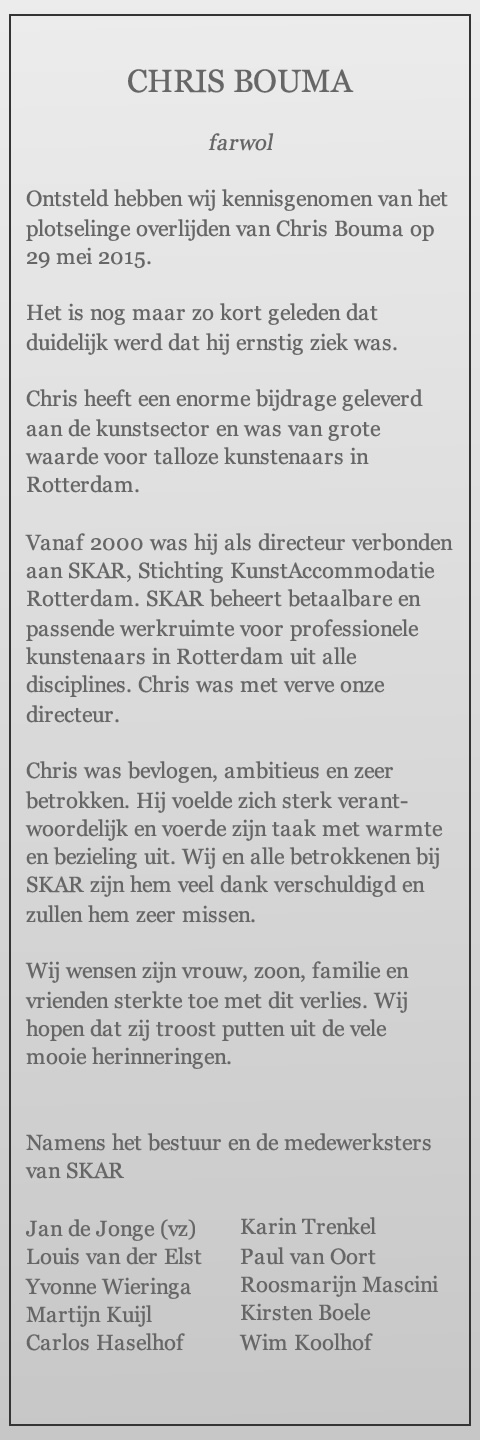 CHRIS BOUMA
farwol
Ontsteld hebben wij kennisgenomen van het
plotselinge overlijden van Chris Bouma op
29 mei 2015.
Het is nog maar zo kort geleden dat
duidelijk werd dat hij ernstig ziek was.
Chris heeft een enorme bijdrage geleverd
aan de kunstsector en was van grote
waarde voor talloze kunstenaars in
Rotterdam.
Vanaf 2000 was hij als directeur verbonden
aan SKAR, Stichting KunstAccommodatie
Rotterdam. SKAR beheert betaalbare en
passende werkruimte voor professionele
kunstenaars in Rotterdam uit alle
disciplines. Chris was met verve onze
directeur.
Chris was bevlogen, ambitieus en zeer
betrokken. Hij voelde zich sterk verant-
woordelijk en voerde zijn taak met warmte
en bezieling uit. Wij en alle betrokkenen bij
SKAR zijn hem veel dank verschuldigd en
zullen hem zeer missen.
Wij wensen zijn vrouw, zoon, familie en
vrienden sterkte toe met dit verlies. Wij
hopen dat zij troost putten uit de vele
mooie herinneringen.
Namens het bestuur en de medewerksters
van SKAR
Jan de Jonge (vz)
Louis van der Elst
Yvonne Wieringa
Martijn Kuijl
Carlos Haselhof
Karin Trenkel
Paul van Oort
Roosmarijn Mascini
Kirsten Boele
Wim Koolhof